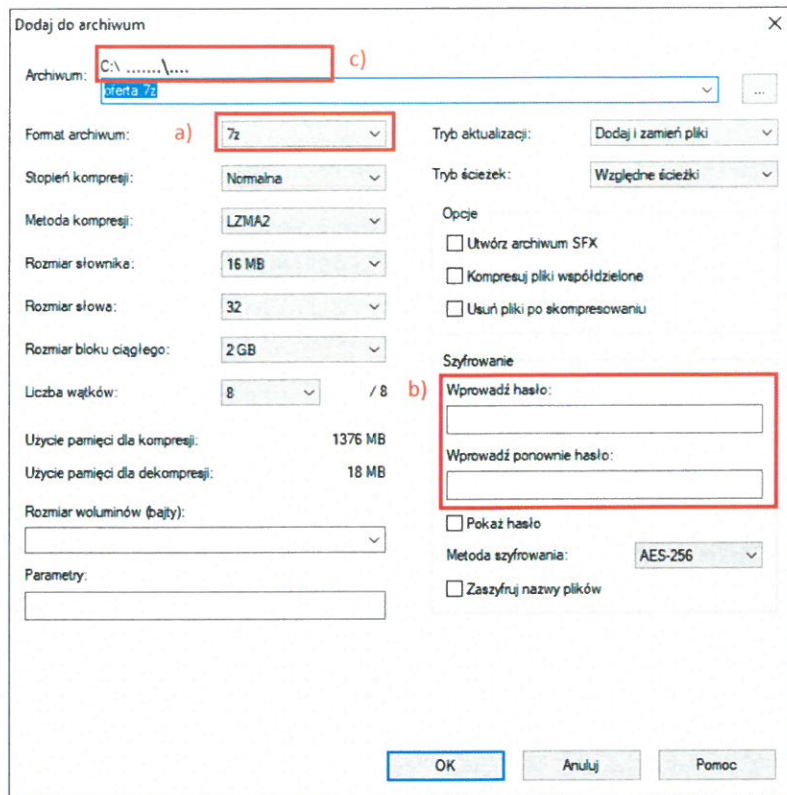 Dodaj do archiwum
C:\ .......\.... c)
Archiwum:
oferta 7z
...
Format archiwum: a) 7z
Tryb aktualizacji: Dodaj i zamień pliki
Stopień kompresji: Normalna
Tryb ścieżek: Względne ścieżki
Metoda kompresji: LZMA2
Opcje
Utwórz archiwum SFX
Rozmiar słownika: 16 MB
Kompresuj pliki współdzielone
Rozmiar słowa: 32
Usuń pliki po skompresowaniu
Rozmiar bloku ciągłego: 2 GB
Szyfrowanie
Liczba wątków: 8 / 8
b) Wprowadź hasło:
Użycie pamięci dla kompresji: 1376 MB
Wprowadź ponownie hasło:
Użycie pamięci dla dekompresji: 18 MB
Rozmiar woluminów (bajty):
Pokaż hasło
Metoda szyfrowania: AES-256
Parametry:
Zaszyfruj nazwy plików
OK Anuluj Pomoc